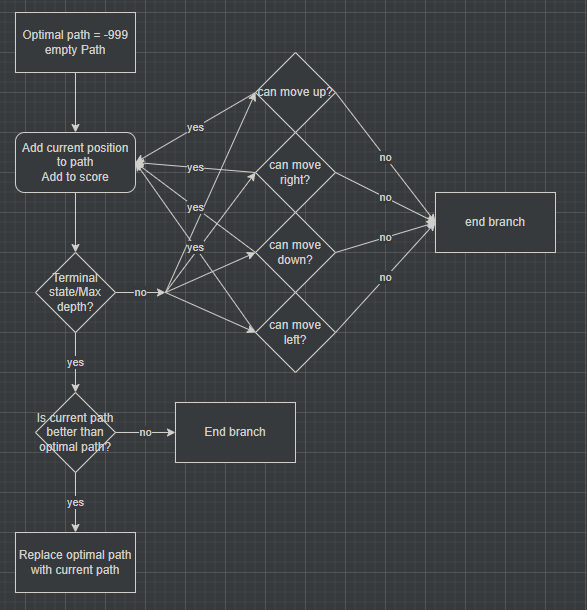 Optimal path = -999
empty Path
Add current position
to path
Add to score
Terminal
state/Max
depth?
no
yes
Is current path
better than
optimal path?
no
End branch
yes
Replace optimal path
with current path
can move up?
yes
no
can move
right?
yes
no
can move
down?
yes
no
can move
left?
yes
no
end branch